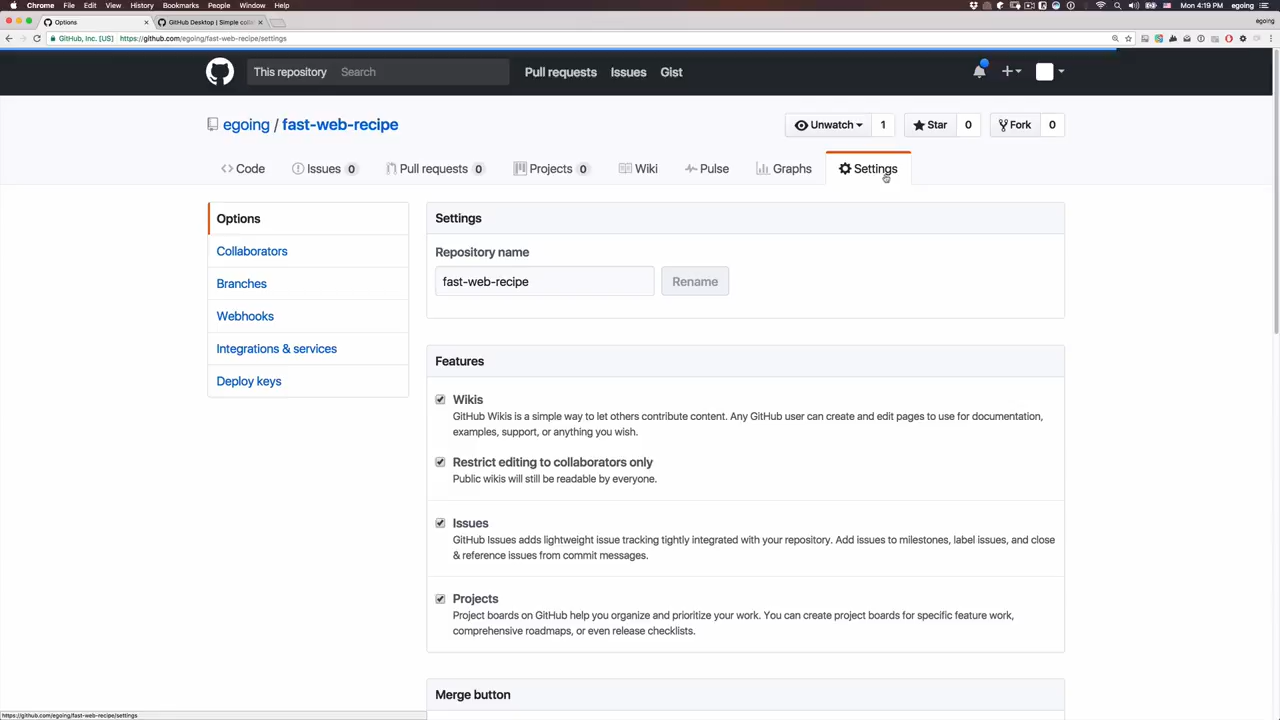 Chrome File Edit View History Bookmarks People Window Help
Mon 4:19 PM egoing
Options
GitHub Desktop | Simple colla
egoing
GitHub, Inc. [US] https://github.com/egoing/fast-web-recipe/settings
This repository Search Pull requests Issues Gist
egoing / fast-web-recipe
Unwatch 1 Star 0 Fork 0
Code Issues 0 Pull requests 0 Projects 0 Wiki Pulse Graphs Settings
Options
Collaborators
Branches
Webhooks
Integrations & services
Deploy keys
Settings
Repository name
fast-web-recipe Rename
Features
Wikis
GitHub Wikis is a simple way to let others contribute content. Any GitHub user can create and edit pages to use for documentation,
examples, support, or anything you wish.
Restrict editing to collaborators only
Public wikis will still be readable by everyone.
Issues
GitHub Issues adds lightweight issue tracking tightly integrated with your repository. Add issues to milestones, label issues, and close
& reference issues from commit messages.
Projects
Project boards on GitHub help you organize and prioritize your work. You can create project boards for specific feature work,
comprehensive roadmaps, or even release checklists.
Merge button
https://github.com/egoing/fast-web-recipe/settings